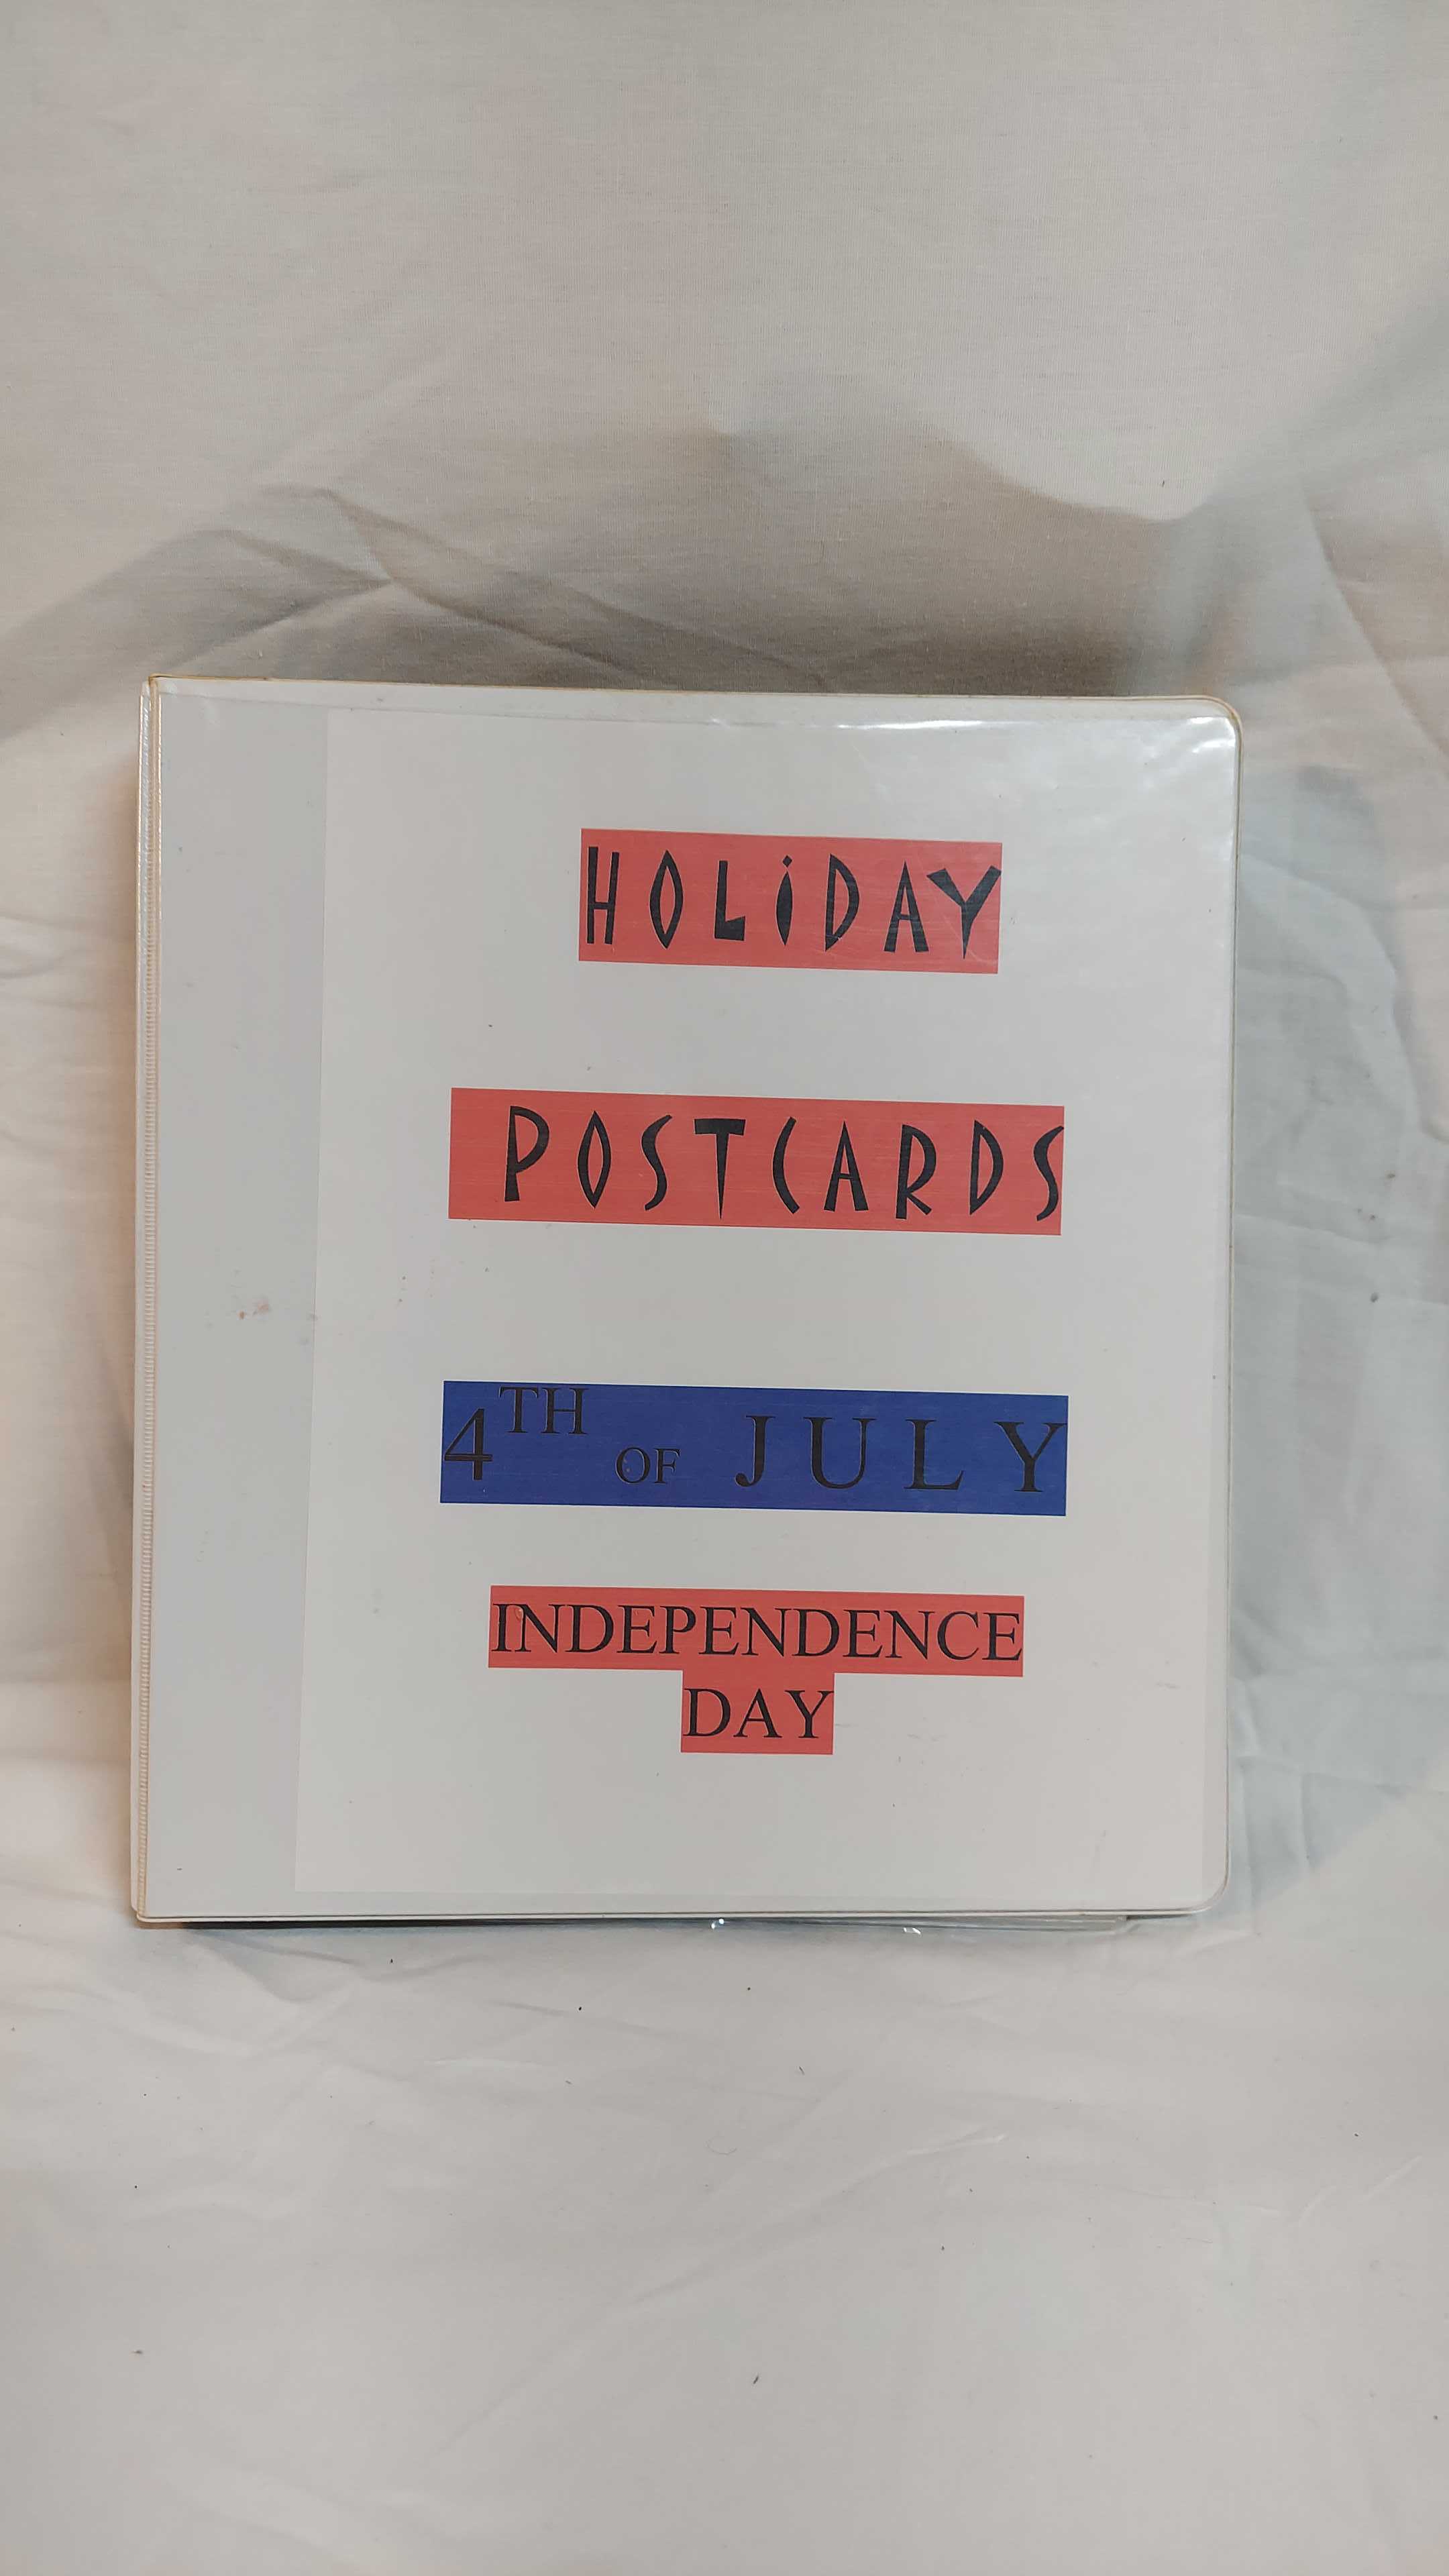 HOLiDAY
POSTCARDS
4TH OF JULY
INDEPENDENCE
DAY